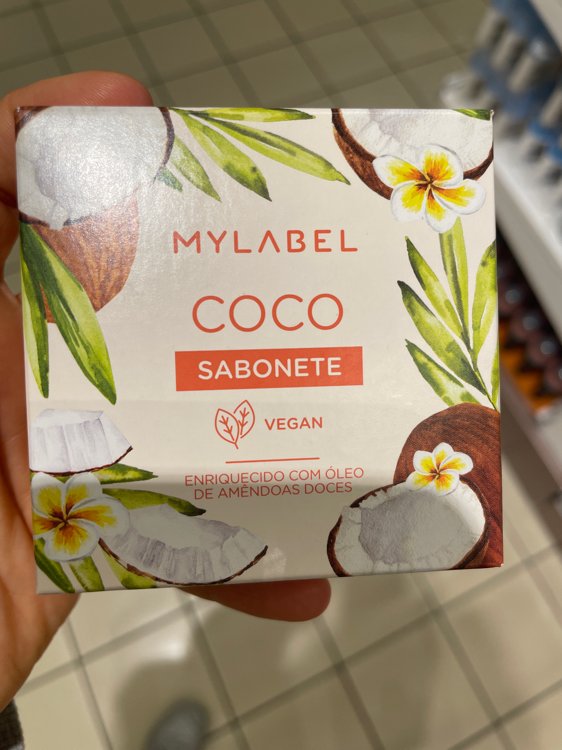 MYLABEL
COCO
SABONETE
VEGAN
ENRIQUECIDO COM ÓLEO
DE AMÊNDOAS DOCES